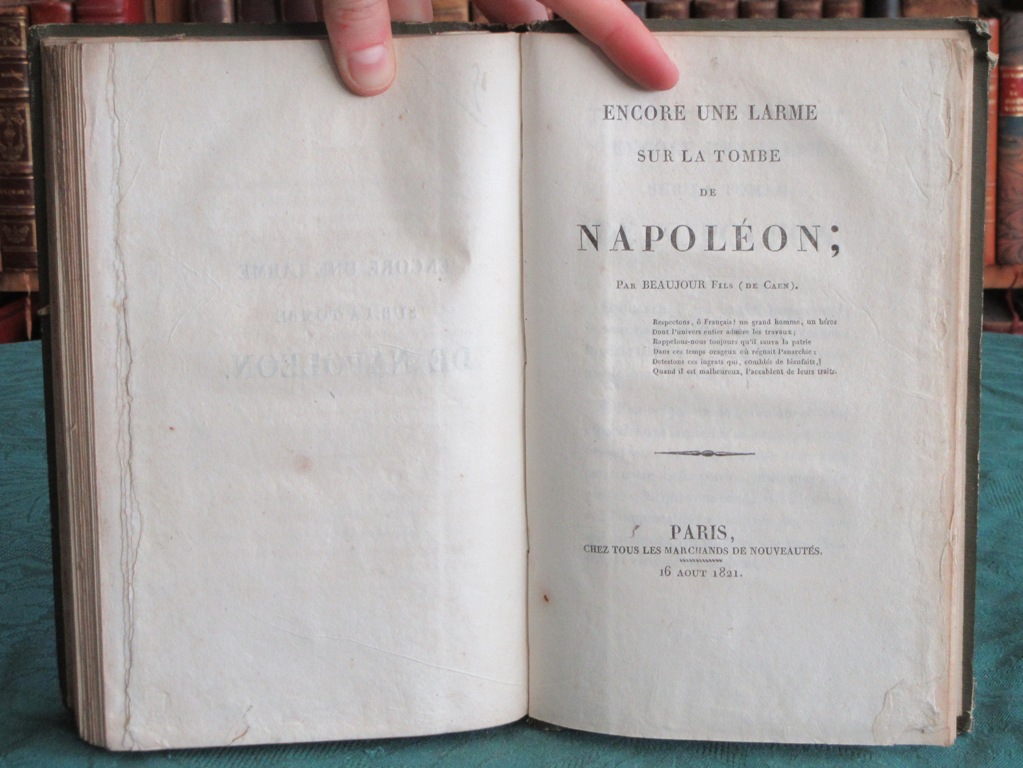 ENCORE UNE LARME
SUR LA TOMBE
DE
NAPOLÉON;
PAR BEAUJOUR FILS (DE CAEN).
Respectons, ô Français! un grand homme, un héros
Dont l'univers entier admire les travaux;
Rappelons-nous toujours qu'il sauva la patrie
Dans ces temps orageux où régnait l'anarchie;
Detestons ces ingrats qui, comblés de bienfaits,
Quand il est malheureux, l'accablent de leurs traits.
PARIS,
CHEZ TOUS LES MARCHANDS DE NOUVEAUTÉS.
16 AOUT 1821.